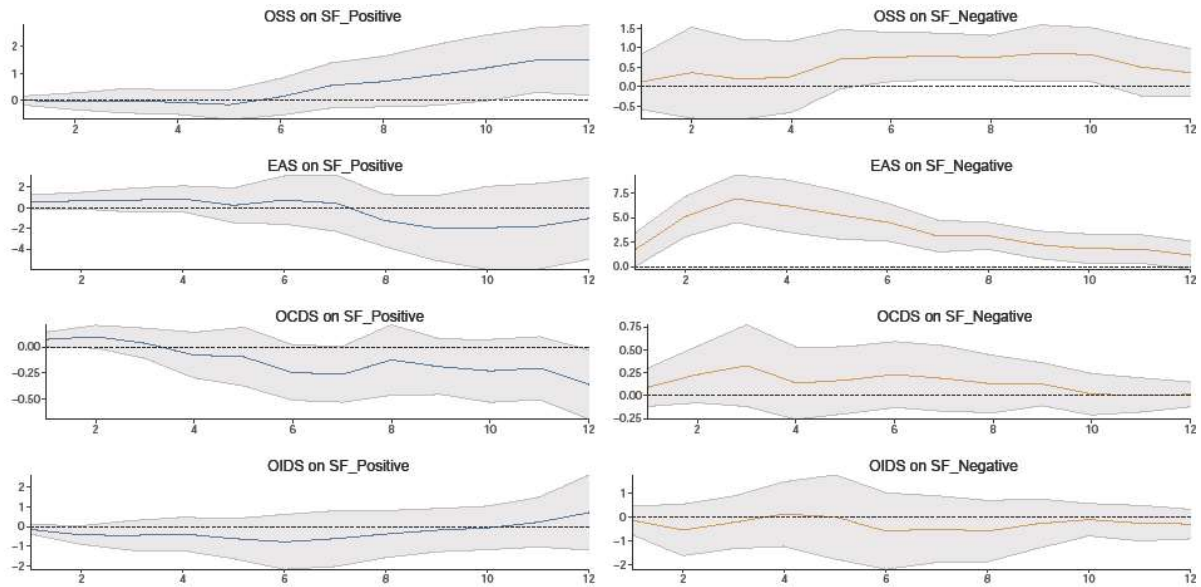 OSS on SF_Positive
2
1
0
2 4 6 8 10 12
OSS on SF_Negative
1.5
1.0
0.5
0.0
-0.5
2 4 6 8 10 12
EAS on SF_Positive
2
0
-2
-4
2 4 6 8 10 12
EAS on SF_Negative
7.5
5.0
2.5
0.0
2 4 6 8 10 12
OCDS on SF_Positive
0.00
-0.25
-0.50
2 4 6 8 10 12
OCDS on SF_Negative
0.75
0.50
0.25
0.00
-0.25
2 4 6 8 10 12
OIDS on SF_Positive
2
1
0
-1
-2
2 4 6 8 10 12
OIDS on SF_Negative
1
0
-1
-2
2 4 6 8 10 12